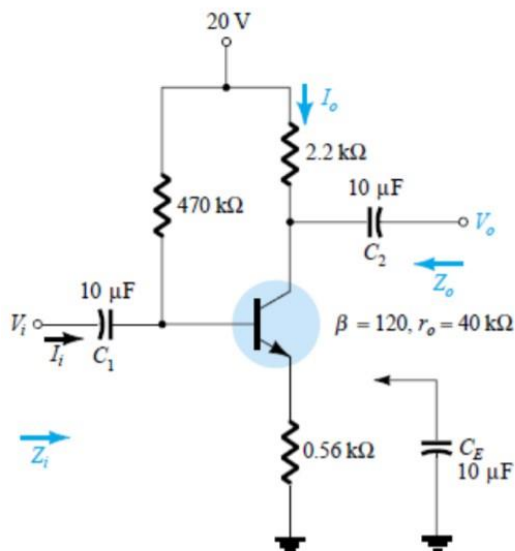 20 V
I_o
2.2 kΩ
10 μF
470 kΩ
V_o
C_2
10 μF
Z_o
V_i
β = 120, r_o = 40 kΩ
I_i
C_1
Z_i
0.56 kΩ
C_E
10 μF